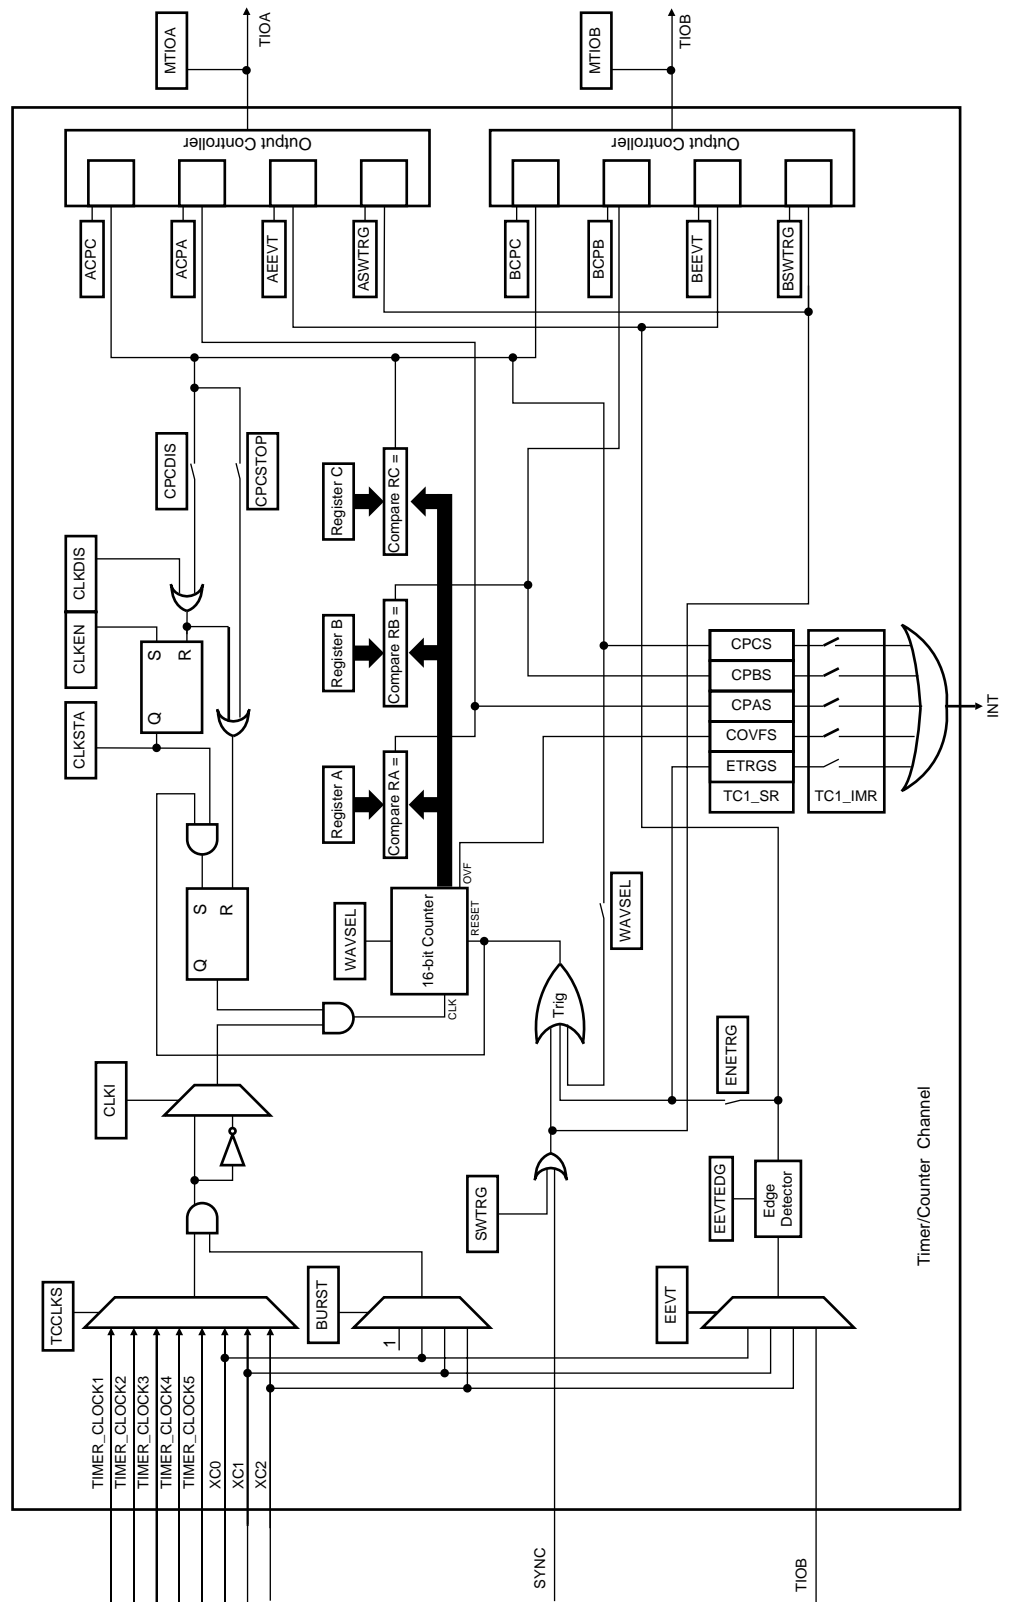 MTIOA
TIOA
MTIOB
TIOB
Output Controller
Output Controller
ACPC
ACPA
AEEVT
ASWTRG
BCPC
BCPB
BEEVT
BSWTRG
CPCDIS
CPCSTOP
Register C
Compare RC =
CLKDIS
CLKEN
CLKSTA
S
R
Q
Register B
Compare RB =
Register A
Compare RA =
CPCS
CPBS
CPAS
COVFS
ETRGS
TC1_SR
TC1_IMR
INT
S
R
Q
WAVSEL
16-bit Counter
OVF
RESET
CLK
WAVSEL
Trig
CLKI
ENETRG
SWTRG
EEVTEDG
Edge
Detector
Timer/Counter Channel
TCCLKS
BURST
1
EEVT
TIMER_CLOCK1
TIMER_CLOCK2
TIMER_CLOCK3
TIMER_CLOCK4
TIMER_CLOCK5
XC0
XC1
XC2
SYNC
TIOB